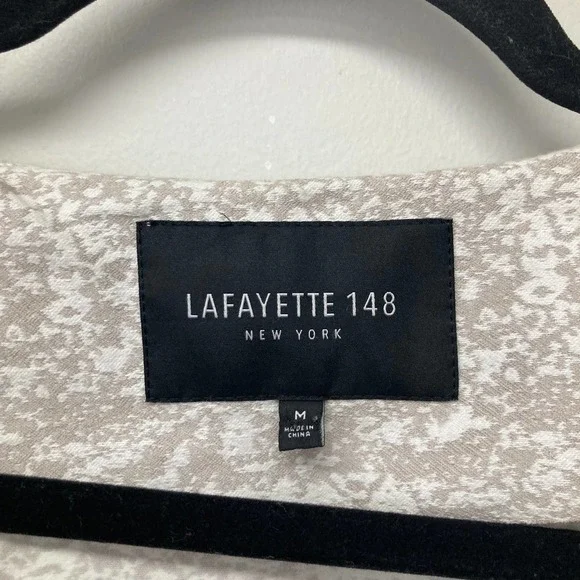 LAFAYETTE 148
NEW YORK
M
MADE IN
CHINA